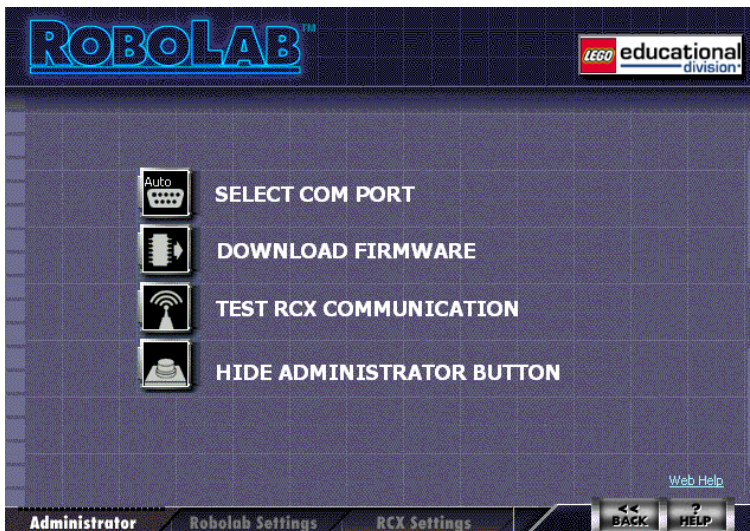 ROBOLAB™
LEGO educational
division
Auto
SELECT COM PORT
DOWNLOAD FIRMWARE
TEST RCX COMMUNICATION
HIDE ADMINISTRATOR BUTTON
Web Help
Administrator Robolab Settings RCX Settings << BACK ? HELP